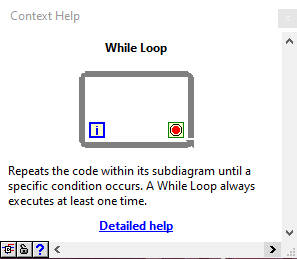 Context Help
While Loop
i
Repeats the code within its subdiagram until a
specific condition occurs. A While Loop always
executes at least one time.
Detailed help
?